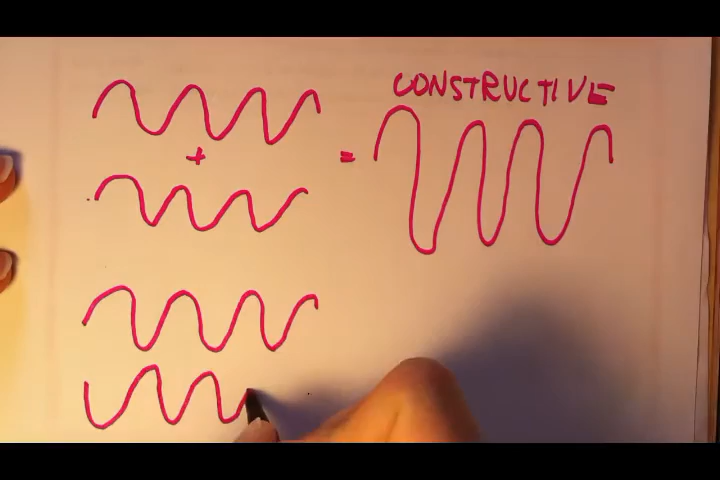 CONSTRUCTIVE
+ =